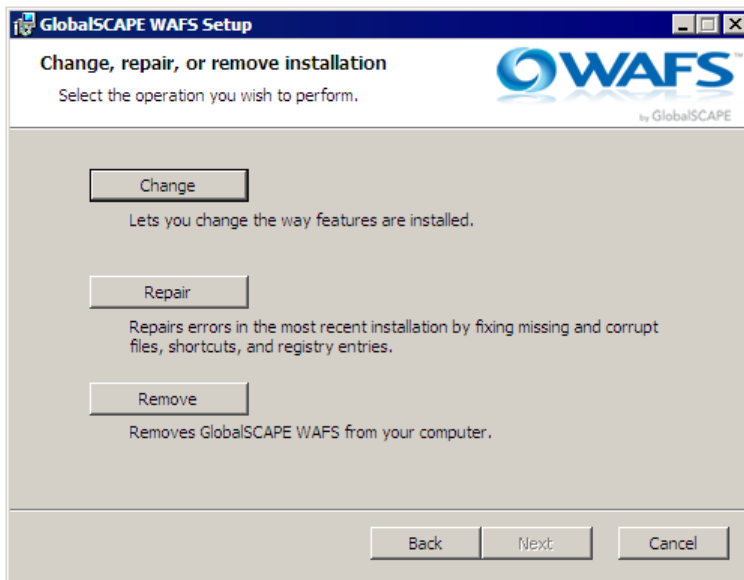 GlobalSCAPE WAFS Setup
Change, repair, or remove installation
Select the operation you wish to perform.
WAFS™
by GlobalSCAPE
Change
Lets you change the way features are installed.
Repair
Repairs errors in the most recent installation by fixing missing and corrupt
files, shortcuts, and registry entries.
Remove
Removes GlobalSCAPE WAFS from your computer.
Back
Next
Cancel